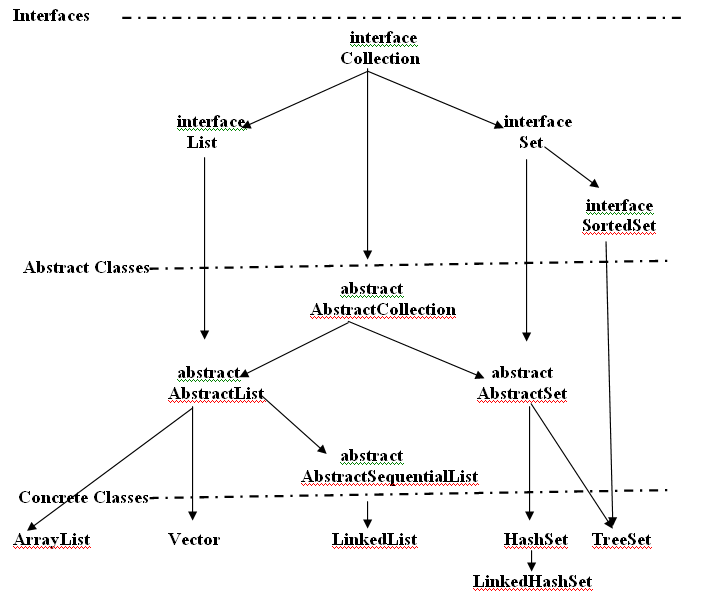 Interfaces
interface
Collection
interface
List
interface
Set
interface
SortedSet
Abstract Classes
abstract
AbstractCollection
abstract
AbstractList
abstract
AbstractSet
abstract
AbstractSequentialList
Concrete Classes
ArrayList
Vector
LinkedList
HashSet
TreeSet
LinkedHashSet